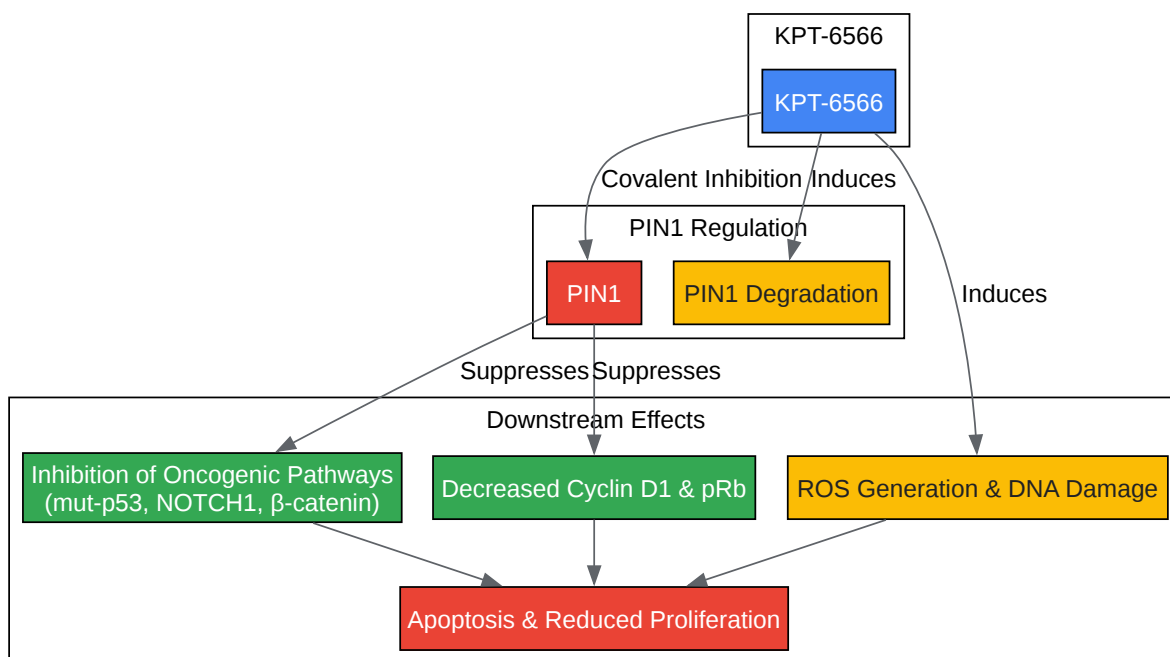 KPT-6566
KPT-6566
Covalent Inhibition
Induces
PIN1 Regulation
PIN1
PIN1 Degradation
Induces
Suppresses
Suppresses
Downstream Effects
Inhibition of Oncogenic Pathways
(mut-p53, NOTCH1, β-catenin)
Decreased Cyclin D1 & pRb
ROS Generation & DNA Damage
Apoptosis & Reduced Proliferation